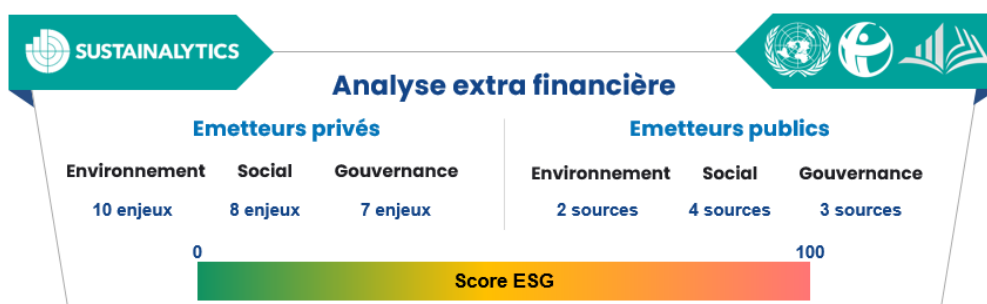 SUSTAINALYTICS
Analyse extra financière
Emetteurs privés
Emetteurs publics
Environnement Social Gouvernance
Environnement Social Gouvernance
10 enjeux 8 enjeux 7 enjeux
2 sources 4 sources 3 sources
0 100
Score ESG